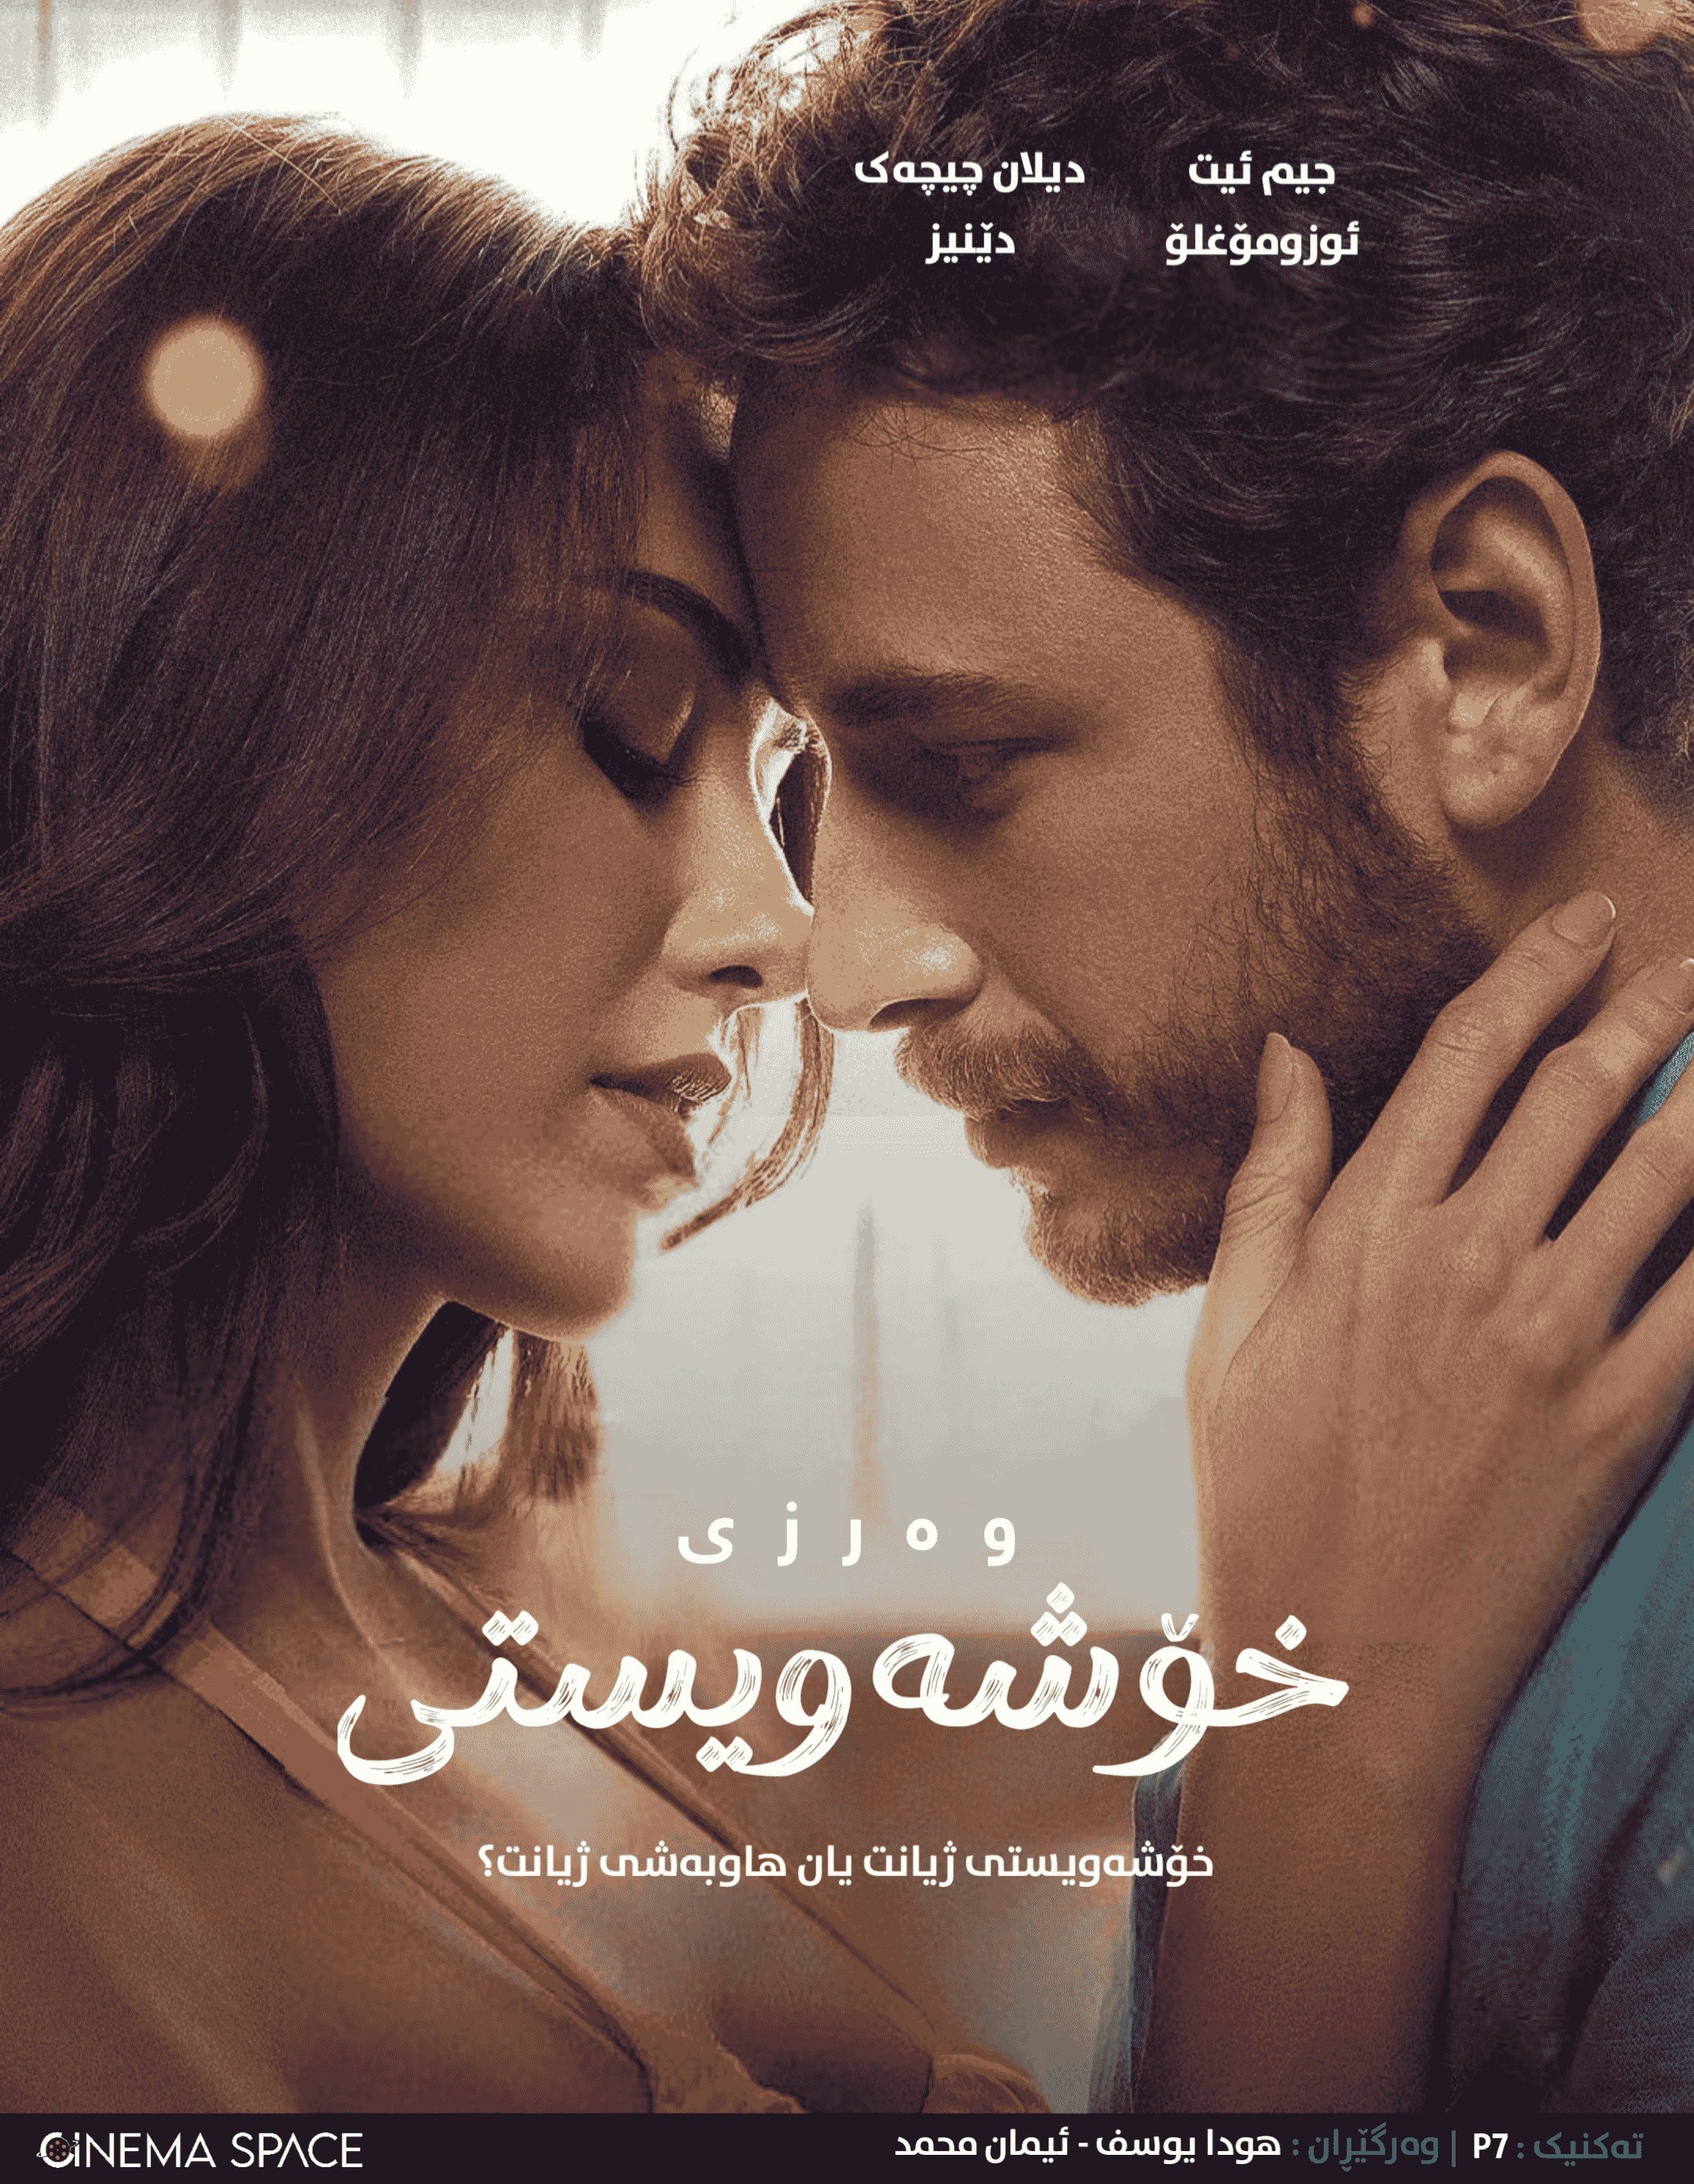 جیم ئیت
ئوزومۆغلۆ
دیلان چیچەک
دێنیز
وەرزی
خۆشەویستی
خۆشەویستی ژیانت یان هاوبەشی ژیانت؟
تەکنیک : P7 | وەرگێڕان : هودا یوسف - ئیمان محمد
CINEMA SPACE